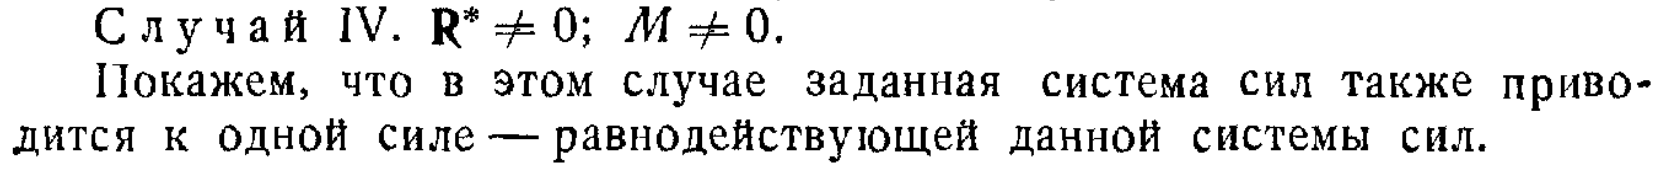 Случай IV. R* ≠ 0; M ≠ 0.
Покажем, что в этом случае заданная система сил также приво-
дится к одной силе — равнодействующей данной системы сил.